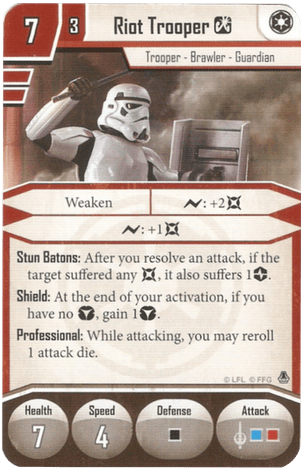 7 3 Riot Trooper
Trooper - Brawler - Guardian
Weaken : +2
: +1
Stun Batons: After you resolve an attack, if the
target suffered any , it also suffers 1 .
Shield: At the end of your activation, if you
have no , gain 1 .
Professional: While attacking, you may reroll
1 attack die.
© LFL © FFG
Health Speed Defense Attack
7 4